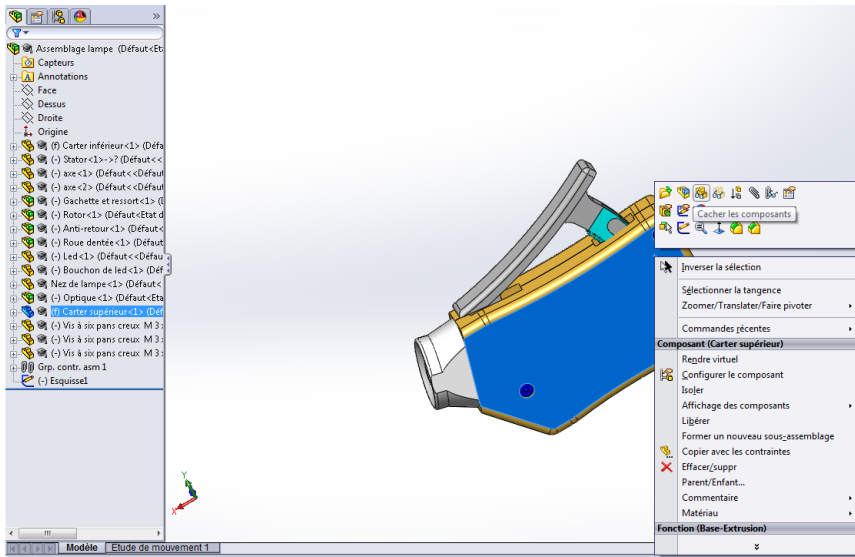 »
Assemblage lampe (Défaut<Et
Capteurs
A Annotations
Face
Dessus
Droite
Origine
(f) Carter inférieur<1> (Défa
(-) Stator<1>->? (Défaut<<
(-) axe<1> (Défaut<<Défaut
(-) axe<2> (Défaut<<Défaut
(-) Gachette et ressort<1> (D
(-) Rotor<1> (Défaut<Etat d
(-) Anti-retour<1> (Défaut<
(-) Roue dentée<1> (Défaut
(-) Led<1> (Défaut<<Défau
(-) Bouchon de led<1> (Déf
Nez de lampe<1> (Défaut<
(-) Optique<1> (Défaut<Eta
(f) Carter supérieur<1> (Déf
(-) Vis à six pans creux M 3
(-) Vis à six pans creux M 3
(-) Vis à six pans creux M 3
Grp. contr. asm 1
(-) Esquisse1
Modèle
Etude de mouvement 1
Y
X
Cacher les composants
Inverser la sélection
Sélectionner la tangence
Zoomer/Translater/Faire pivoter
Commandes récentes
Composant (Carter supérieur)
Rendre virtuel
Configurer le composant
Isoler
Affichage des composants
Libérer
Former un nouveau sous-assemblage
Copier avec les contraintes
Effacer/suppr
Parent/Enfant...
Commentaire
Matériau
Fonction (Base-Extrusion)